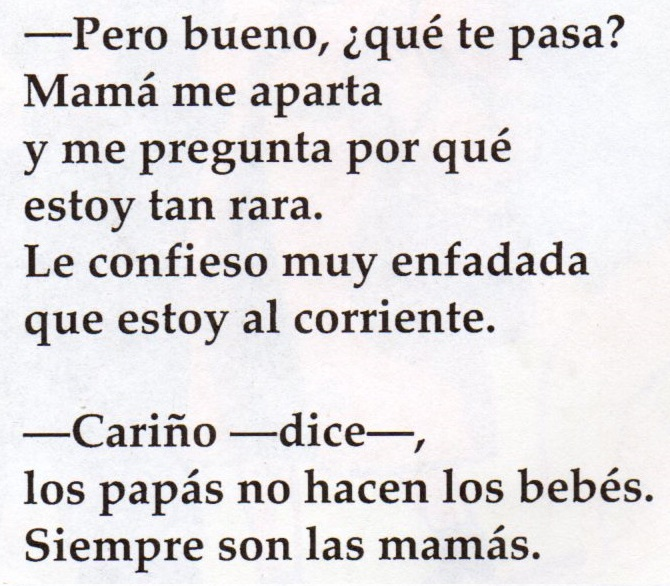 —Pero bueno, ¿qué te pasa?
Mamá me aparta
y me pregunta por qué
estoy tan rara.
Le confieso muy enfadada
que estoy al corriente.
—Cariño —dice—,
los papás no hacen los bebés.
Siempre son las mamás.